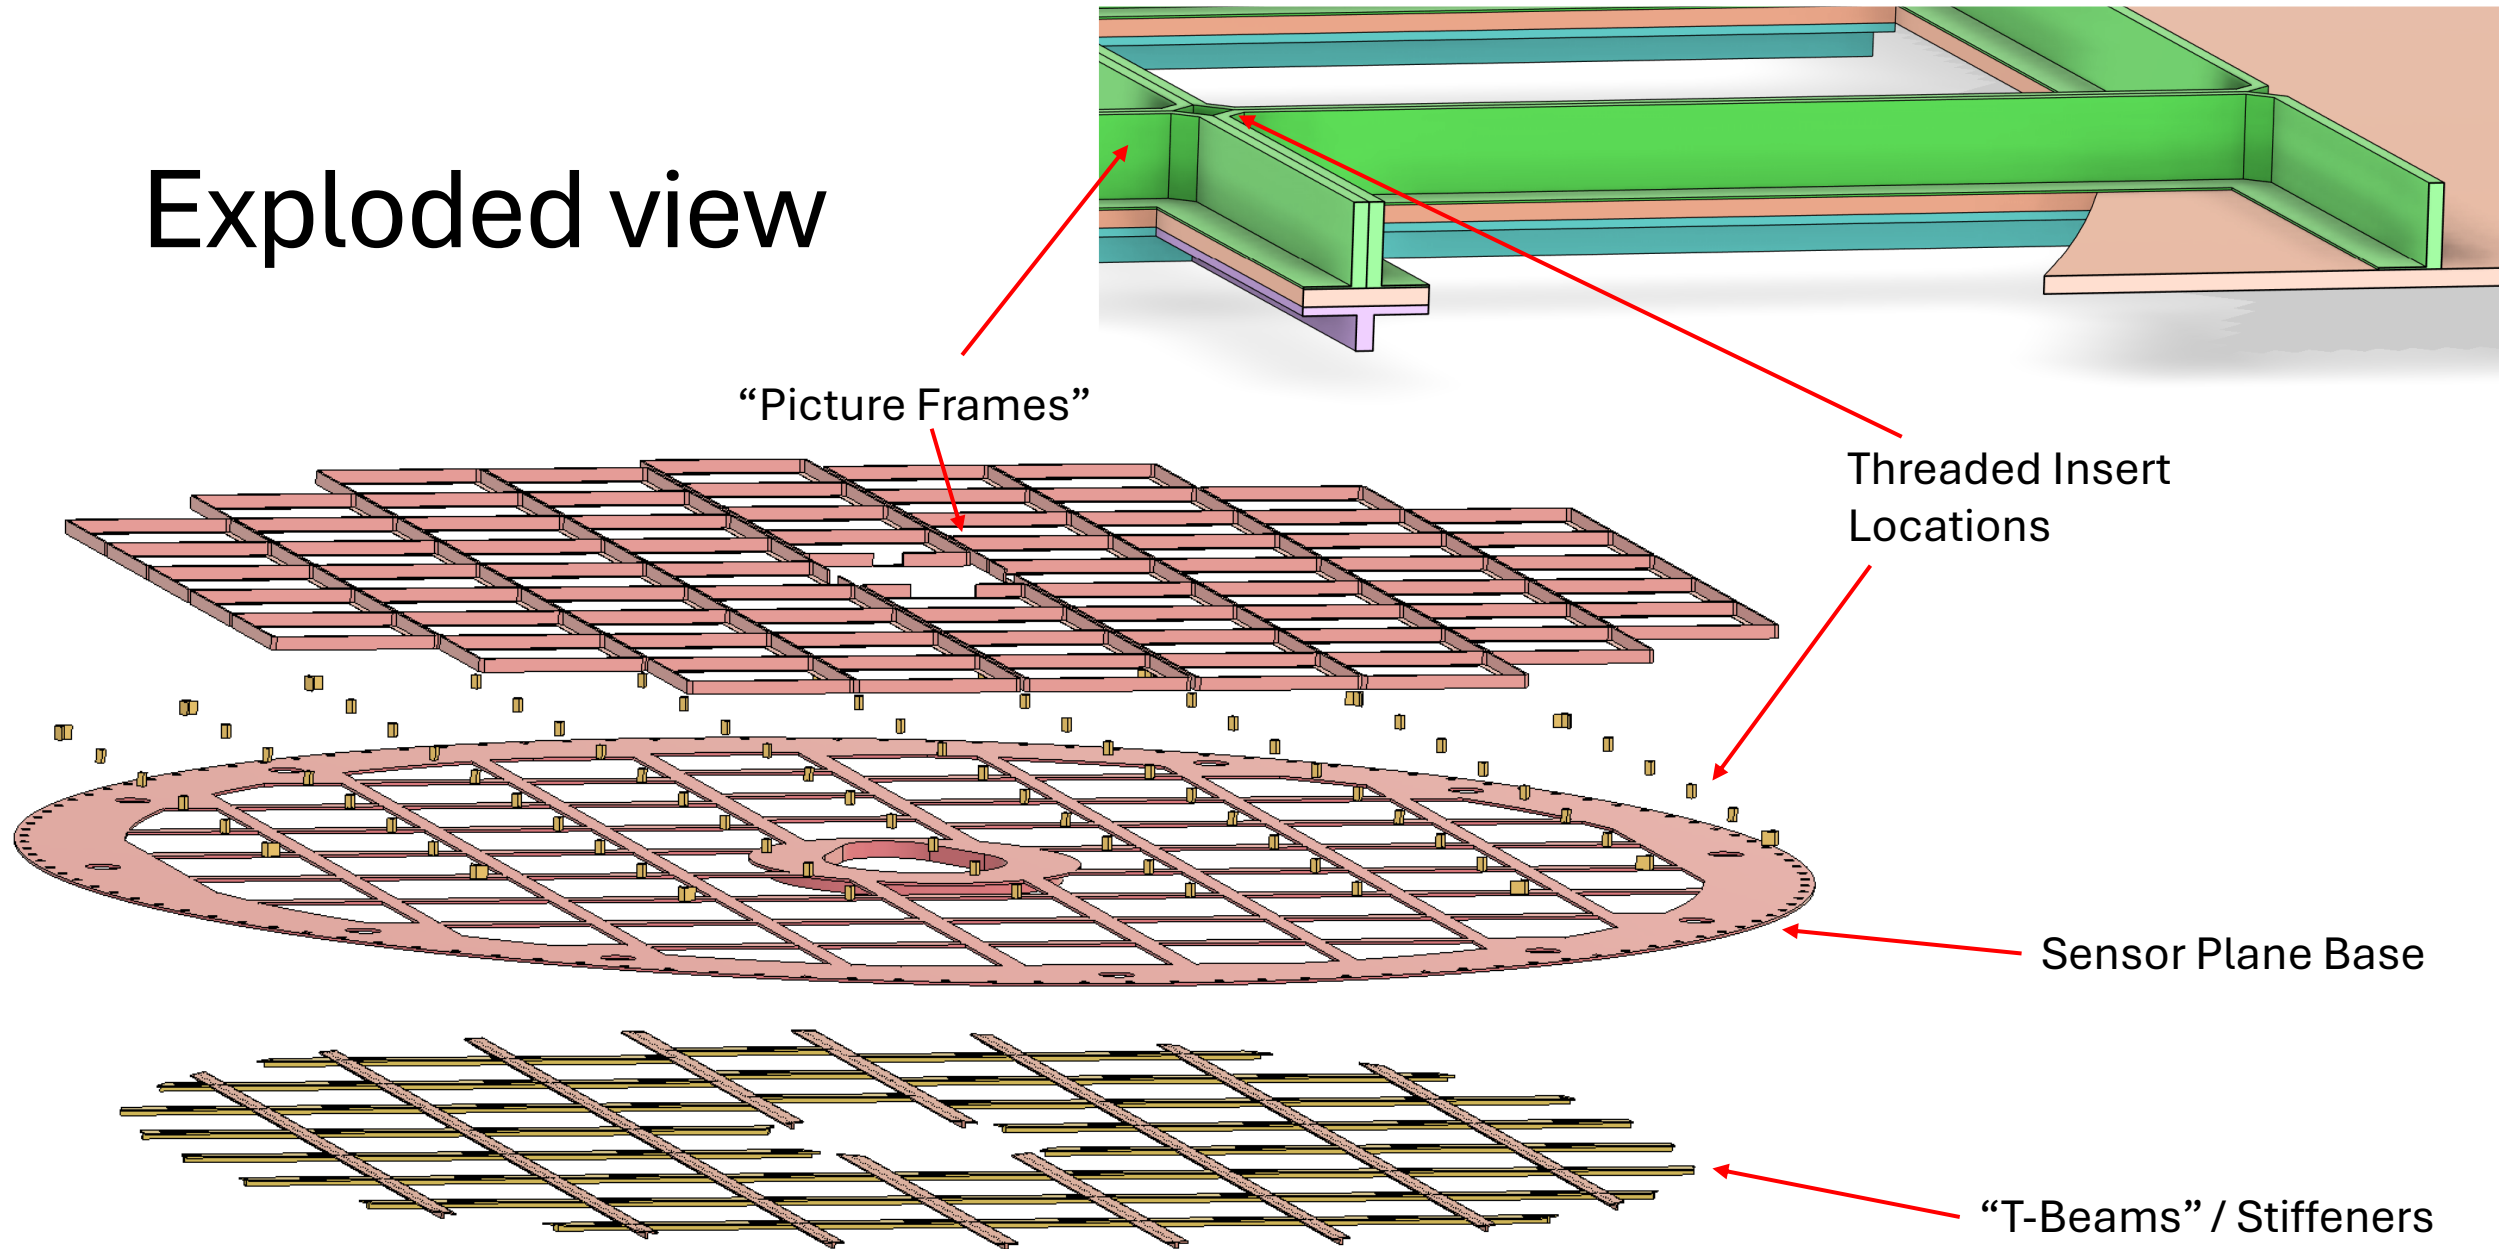 Exploded view
“Picture Frames”
Threaded Insert
Locations
Sensor Plane Base
“T-Beams” / Stiffeners